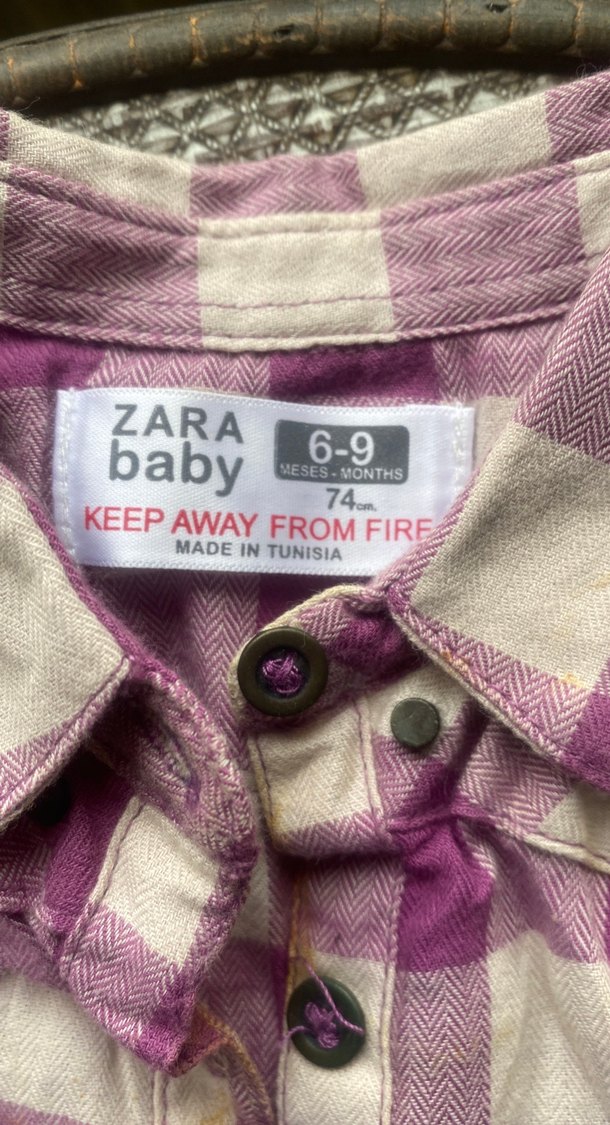 ZARA
baby
6-9
MESES - MONTHS
74cm.
KEEP AWAY FROM FIRE
MADE IN TUNISIA